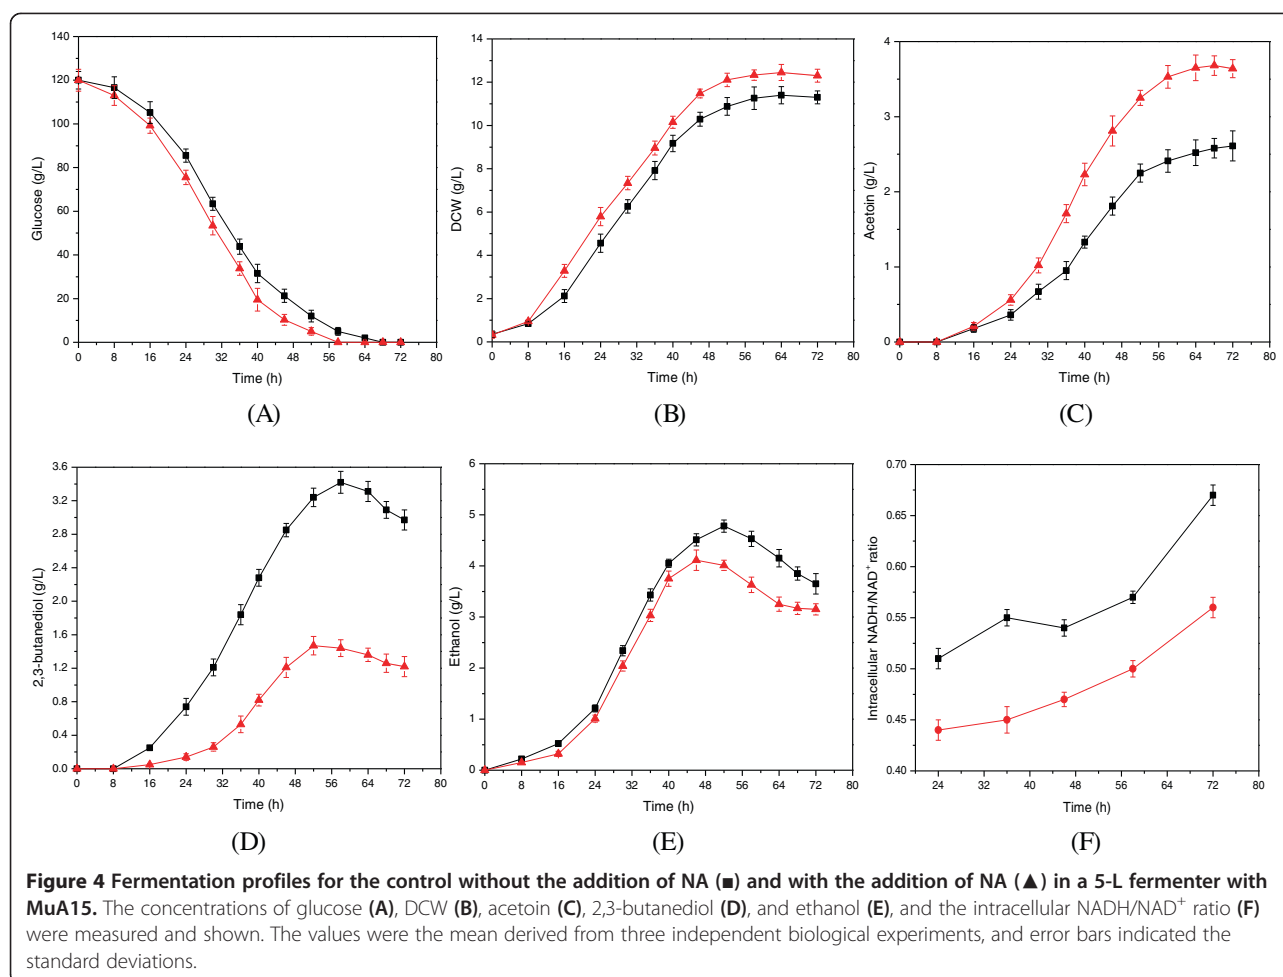 140
120
100
80
60
40
20
0
Glucose (g/L)
0 8 16 24 32 40 48 56 64 72 80
Time (h)
(A)
14
12
10
8
6
4
2
0
DCW (g/L)
0 8 16 24 32 40 48 56 64 72 80
Time (h)
(B)
4
3
2
1
0
Acetoin (g/L)
0 8 16 24 32 40 48 56 64 72 80
Time (h)
(C)
3.6
3.2
2.8
2.4
2.0
1.6
1.2
0.8
0.4
0.0
2,3-butanediol (g/L)
0 8 16 24 32 40 48 56 64 72 80
Time (h)
(D)
6
5
4
3
2
1
0
Ethanol (g/L)
0 8 16 24 32 40 48 56 64 72 80
Time (h)
(E)
0.70
0.65
0.60
0.55
0.50
0.45
0.40
Intracellular NADH/NAD⁺ ratio
24 32 40 48 56 64 72 80
Time (h)
(F)
Figure 4 Fermentation profiles for the control without the addition of NA (■) and with the addition of NA (▲) in a 5-L fermenter with
MuA15. The concentrations of glucose (A), DCW (B), acetoin (C), 2,3-butanediol (D), and ethanol (E), and the intracellular NADH/NAD⁺ ratio (F)
were measured and shown. The values were the mean derived from three independent biological experiments, and error bars indicated the
standard deviations.